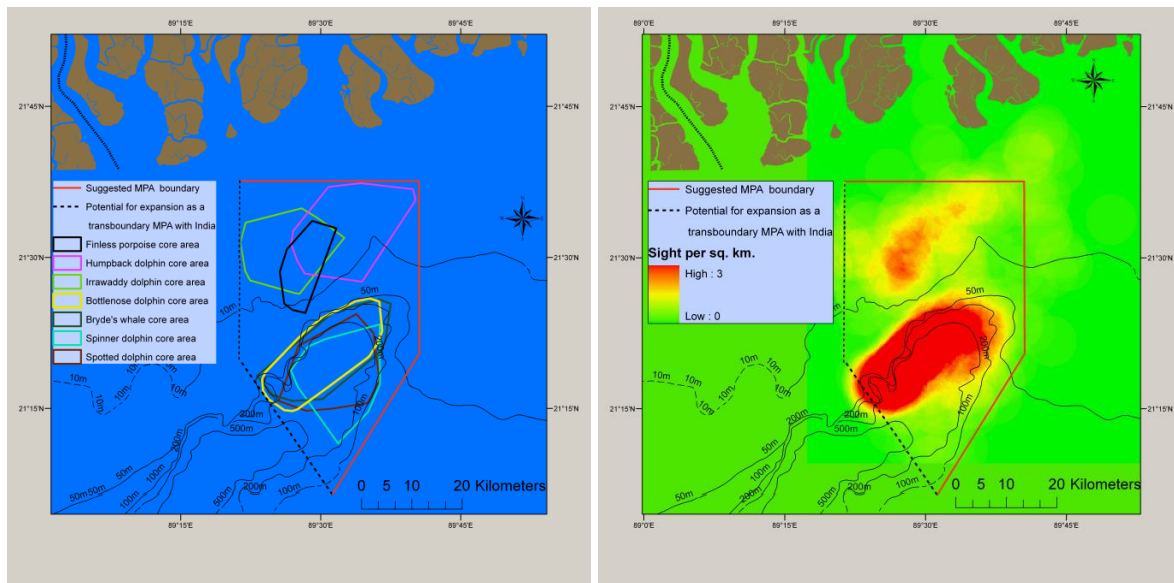 89°15'E
89°30'E
89°45'E
21°45'N
21°45'N
Suggested MPA boundary
Potential for expansion as a
transboundary MPA with India
Finless porpoise core area
Humpback dolphin core area
Irrawaddy dolphin core area
Bottlenose dolphin core area
Bryde's whale core area
Spinner dolphin core area
Spotted dolphin core area
21°30'N
21°30'N
10m
50m
10m
10m
10m
10m
100m
21°15'N
21°15'N
200m
500m
200m
100m
50m
100m
50m50m
200m
100m
0 5 10 20 Kilometers
89°15'E
89°30'E
89°45'E
89°0'E
89°15'E
89°30'E
89°45'E
21°45'N
21°45'N
Suggested MPA boundary
Potential for expansion as a
transboundary MPA with India
Sight per sq. km.
High : 3
Low : 0
21°30'N
21°30'N
10m
50m
10m
10m
10m
10m
200m
21°15'N
21°15'N
200m
500m
200m
100m
50m
100m
50m
200m
100m
0 5 10 20 Kilometers
89°0'E
89°15'E
89°30'E
89°45'E